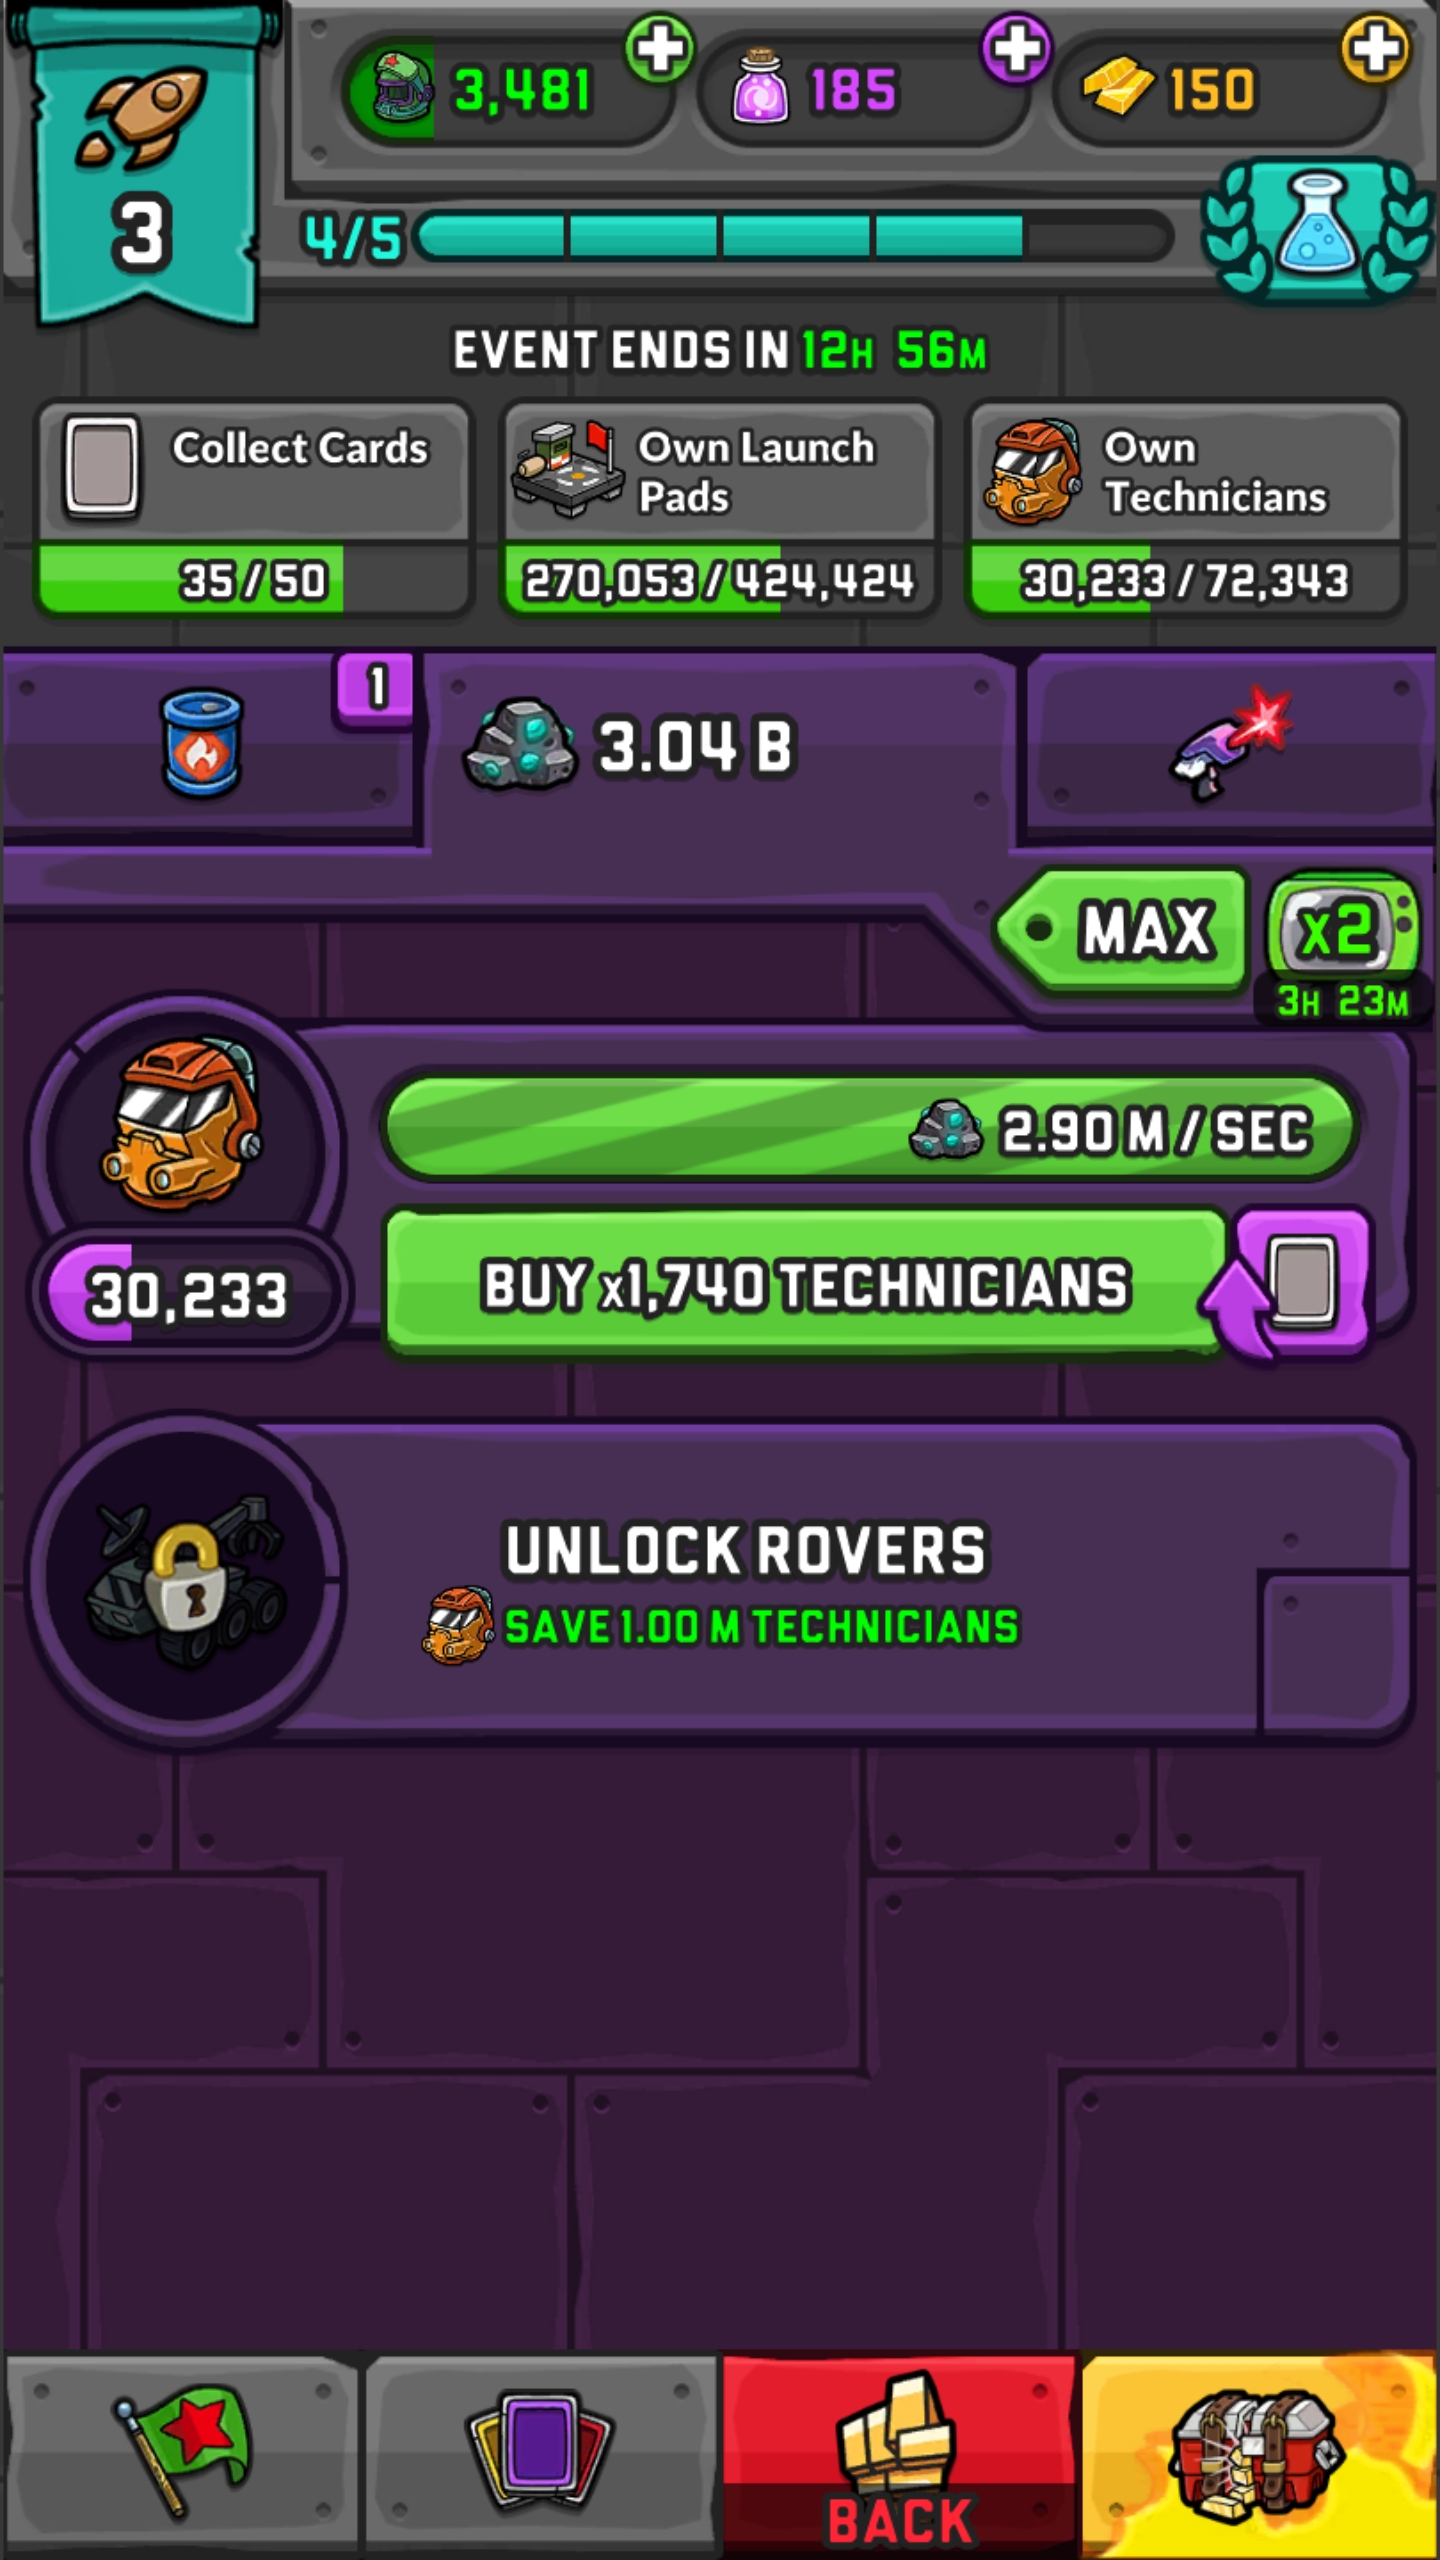 3
3,481
185
150
4/5
EVENT ENDS IN 12H 56M
Collect Cards
35/50
Own Launch
Pads
270,053/424,424
Own
Technicians
30,233/72,343
1
3.04 B
MAX
x2
3H 23M
2.90 M/SEC
30,233
BUY x1,740 TECHNICIANS
UNLOCK ROVERS
SAVE 1.00 M TECHNICIANS
BACK